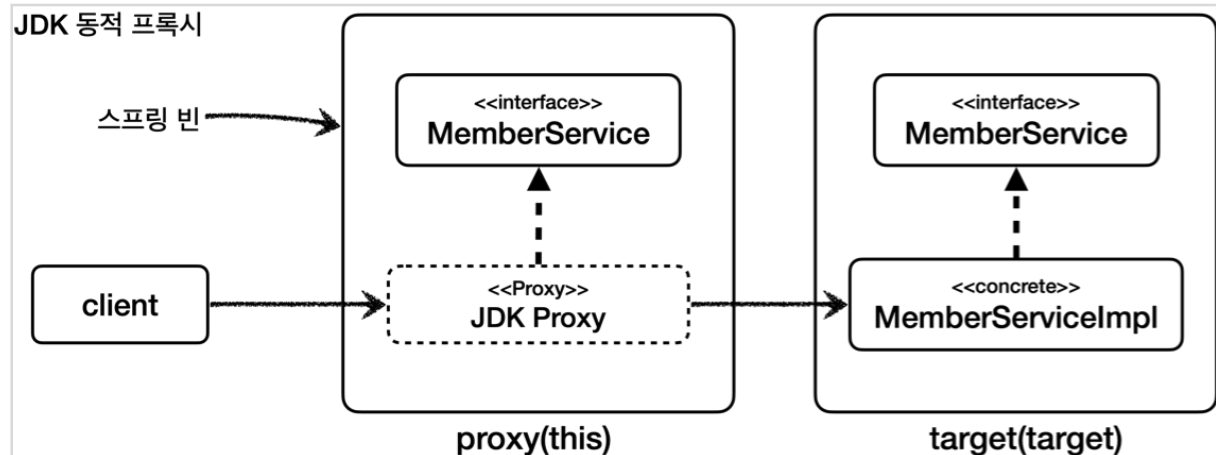 JDK 동적 프록시
스프링 빈
<<interface>>
MemberService
<<interface>>
MemberService
client
<<Proxy>>
JDK Proxy
<<concrete>>
MemberServiceImpl
proxy(this)
target(target)